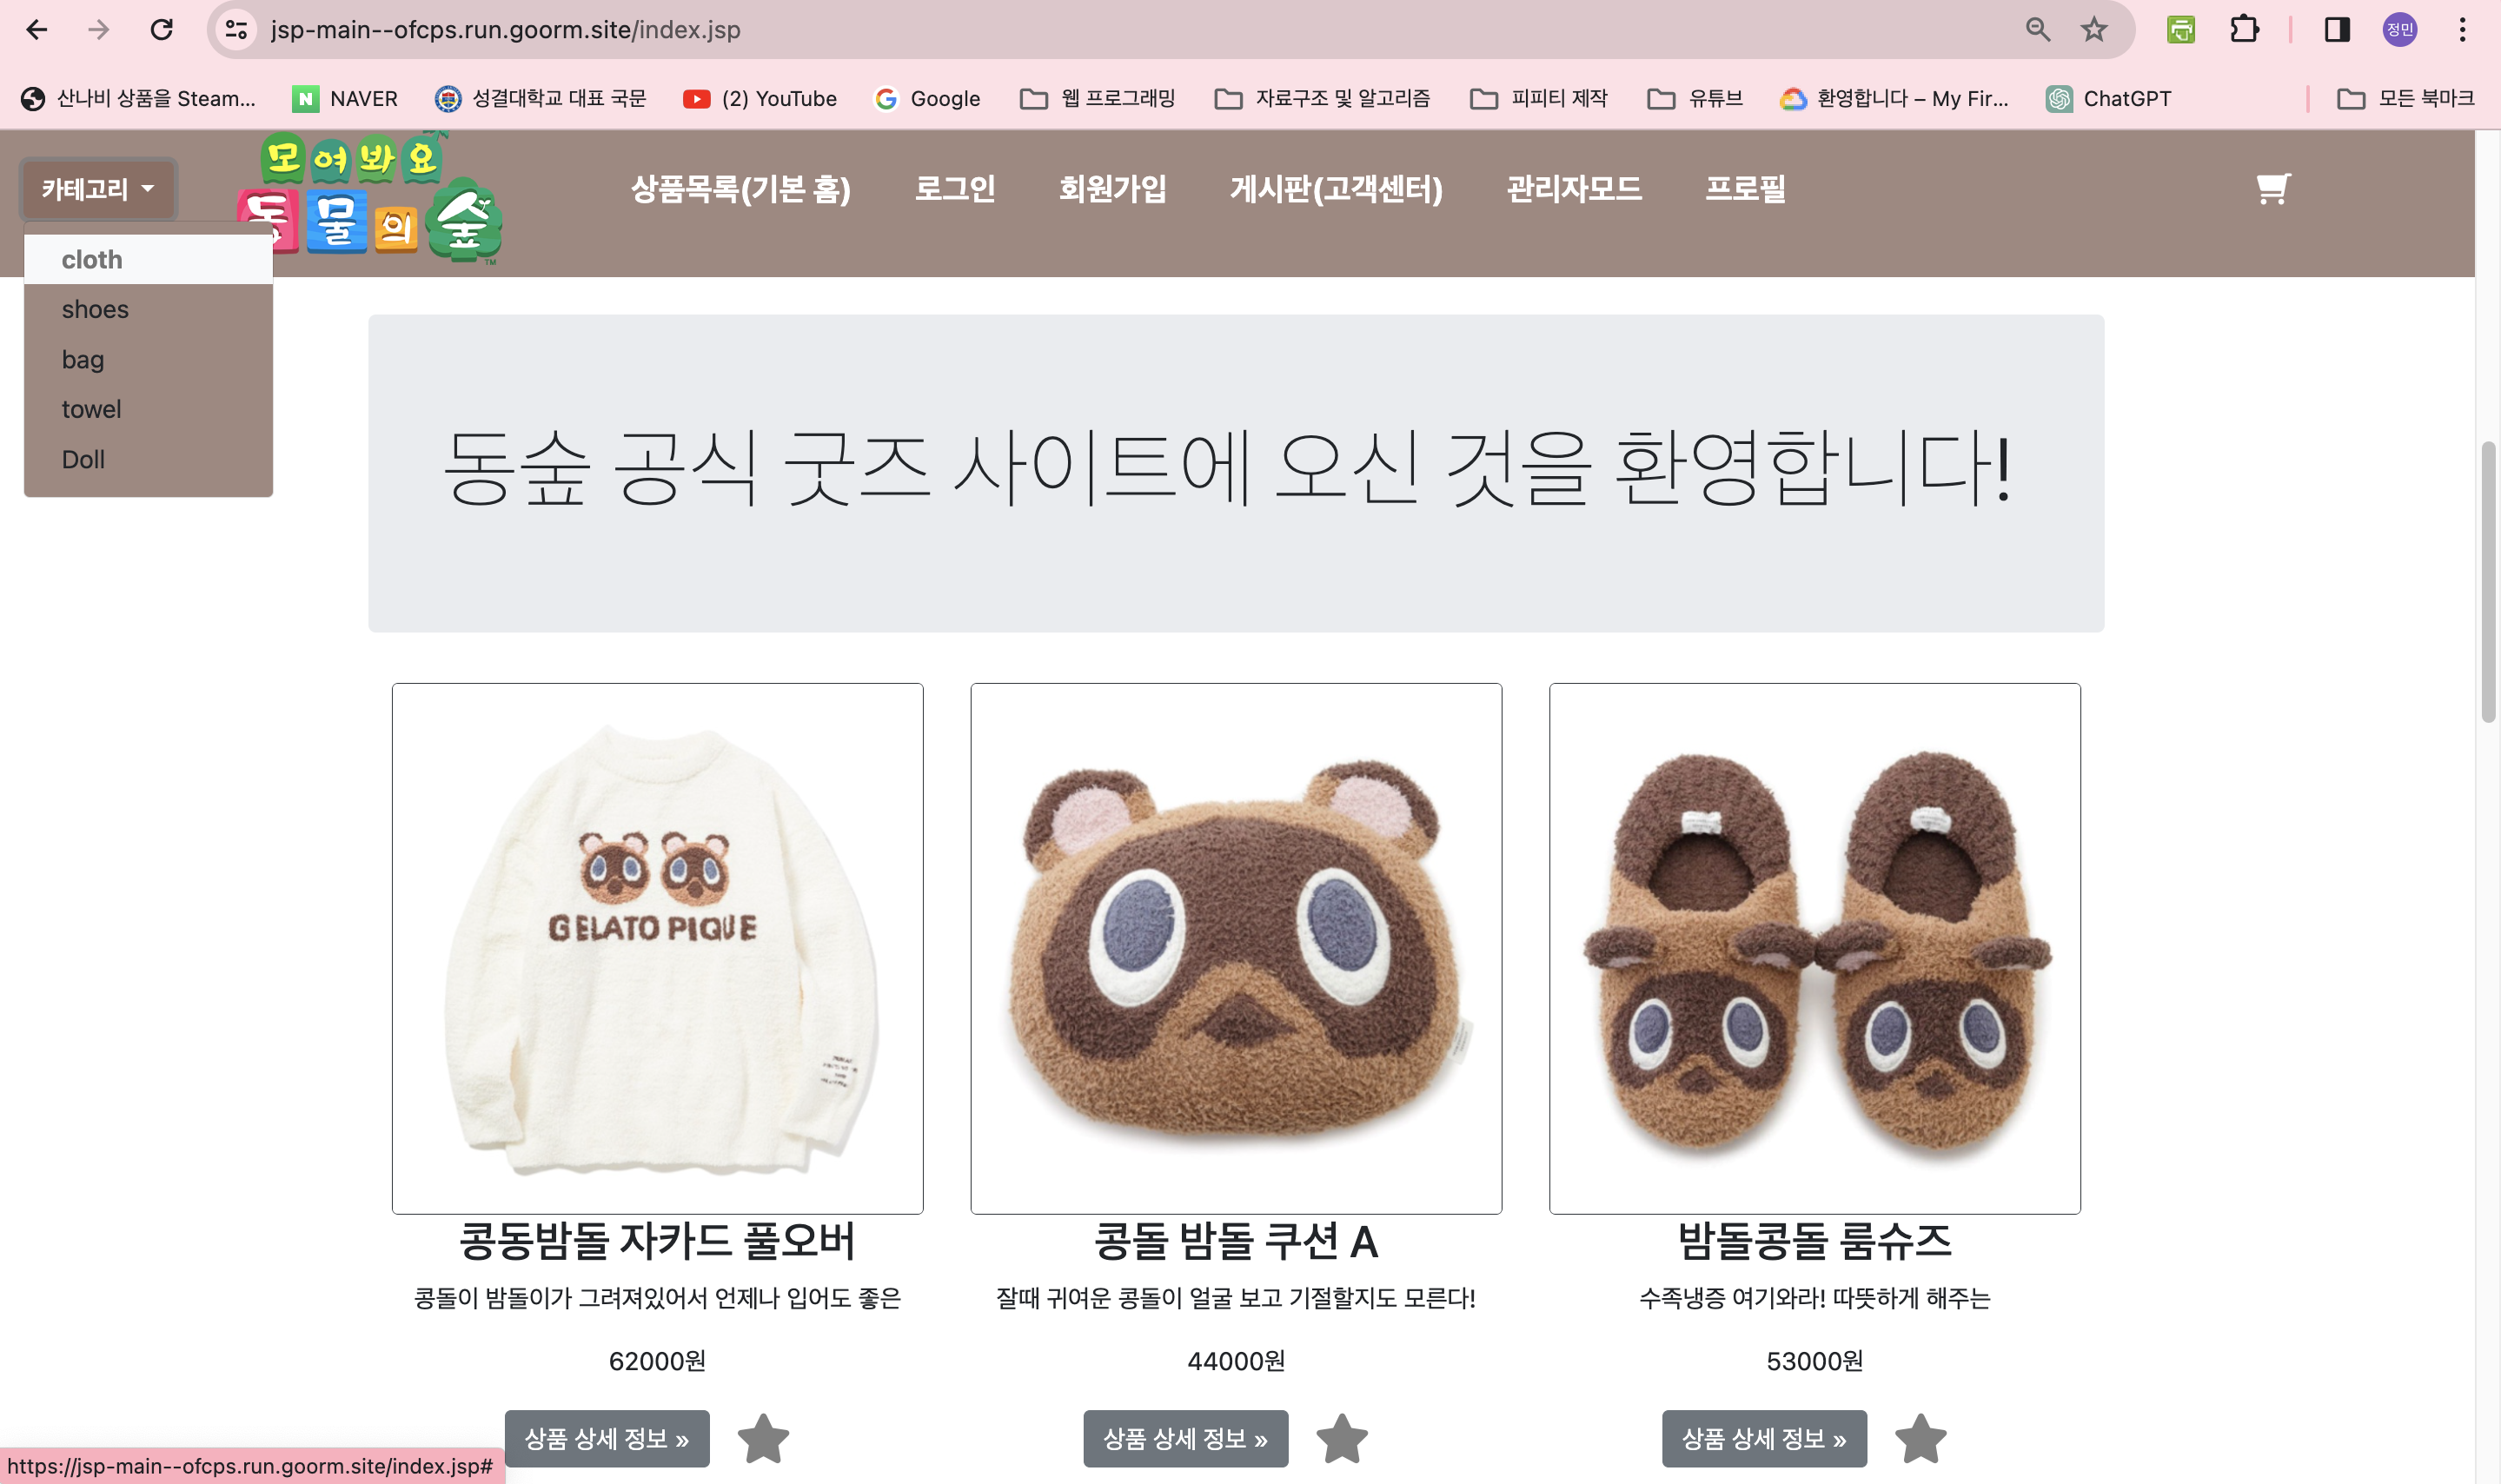 jsp-main--ofcps.run.goorm.site/index.jsp
정민
산나비 상품을 Steam...
NAVER
성결대학교 대표 국문
(2) YouTube
Google
웹 프로그래밍
자료구조 및 알고리즘
피피티 제작
유튜브
환영합니다 – My Fir...
ChatGPT
모든 북마크
카테고리
모여봐요
동물의숲
TM
상품목록(기본 홈)
로그인
회원가입
게시판(고객센터)
관리자모드
프로필
cloth
shoes
bag
towel
Doll
동숲 공식 굿즈 사이트에 오신 것을 환영합니다!
GELATO PIQUE
콩동밤돌 자카드 풀오버
콩돌이 밤돌이가 그려져있어서 언제나 입어도 좋은
62000원
상품 상세 정보 »
콩돌 밤돌 쿠션 A
잘때 귀여운 콩돌이 얼굴 보고 기절할지도 모른다!
44000원
상품 상세 정보 »
밤돌콩돌 룸슈즈
수족냉증 여기와라! 따뜻하게 해주는
53000원
상품 상세 정보 »
https://jsp-main--ofcps.run.goorm.site/index.jsp#